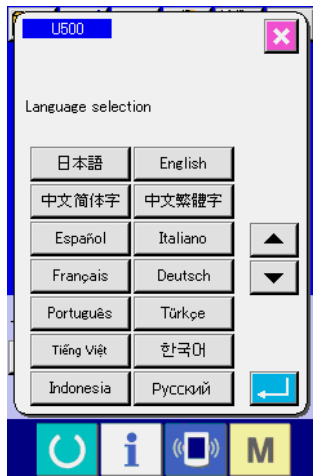 U500
Language selection
日本語 English
中文简体字 中文繁體字
Español Italiano
Français Deutsch
Português Türkçe
Tiếng Việt 한국어
Indonesia Русский
i M